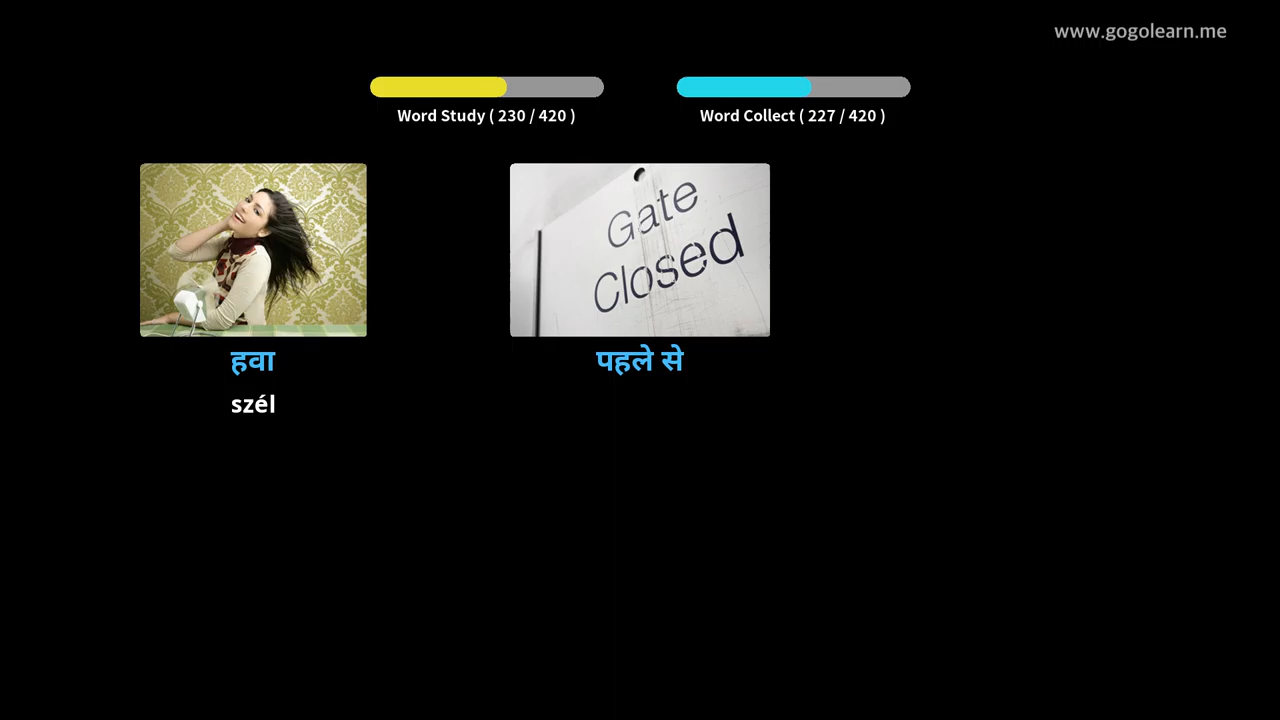 www.gogolearn.me
Word Study ( 230 / 420 )
Word Collect ( 227 / 420 )
Gate
Closed
हवा
पहले से
szél